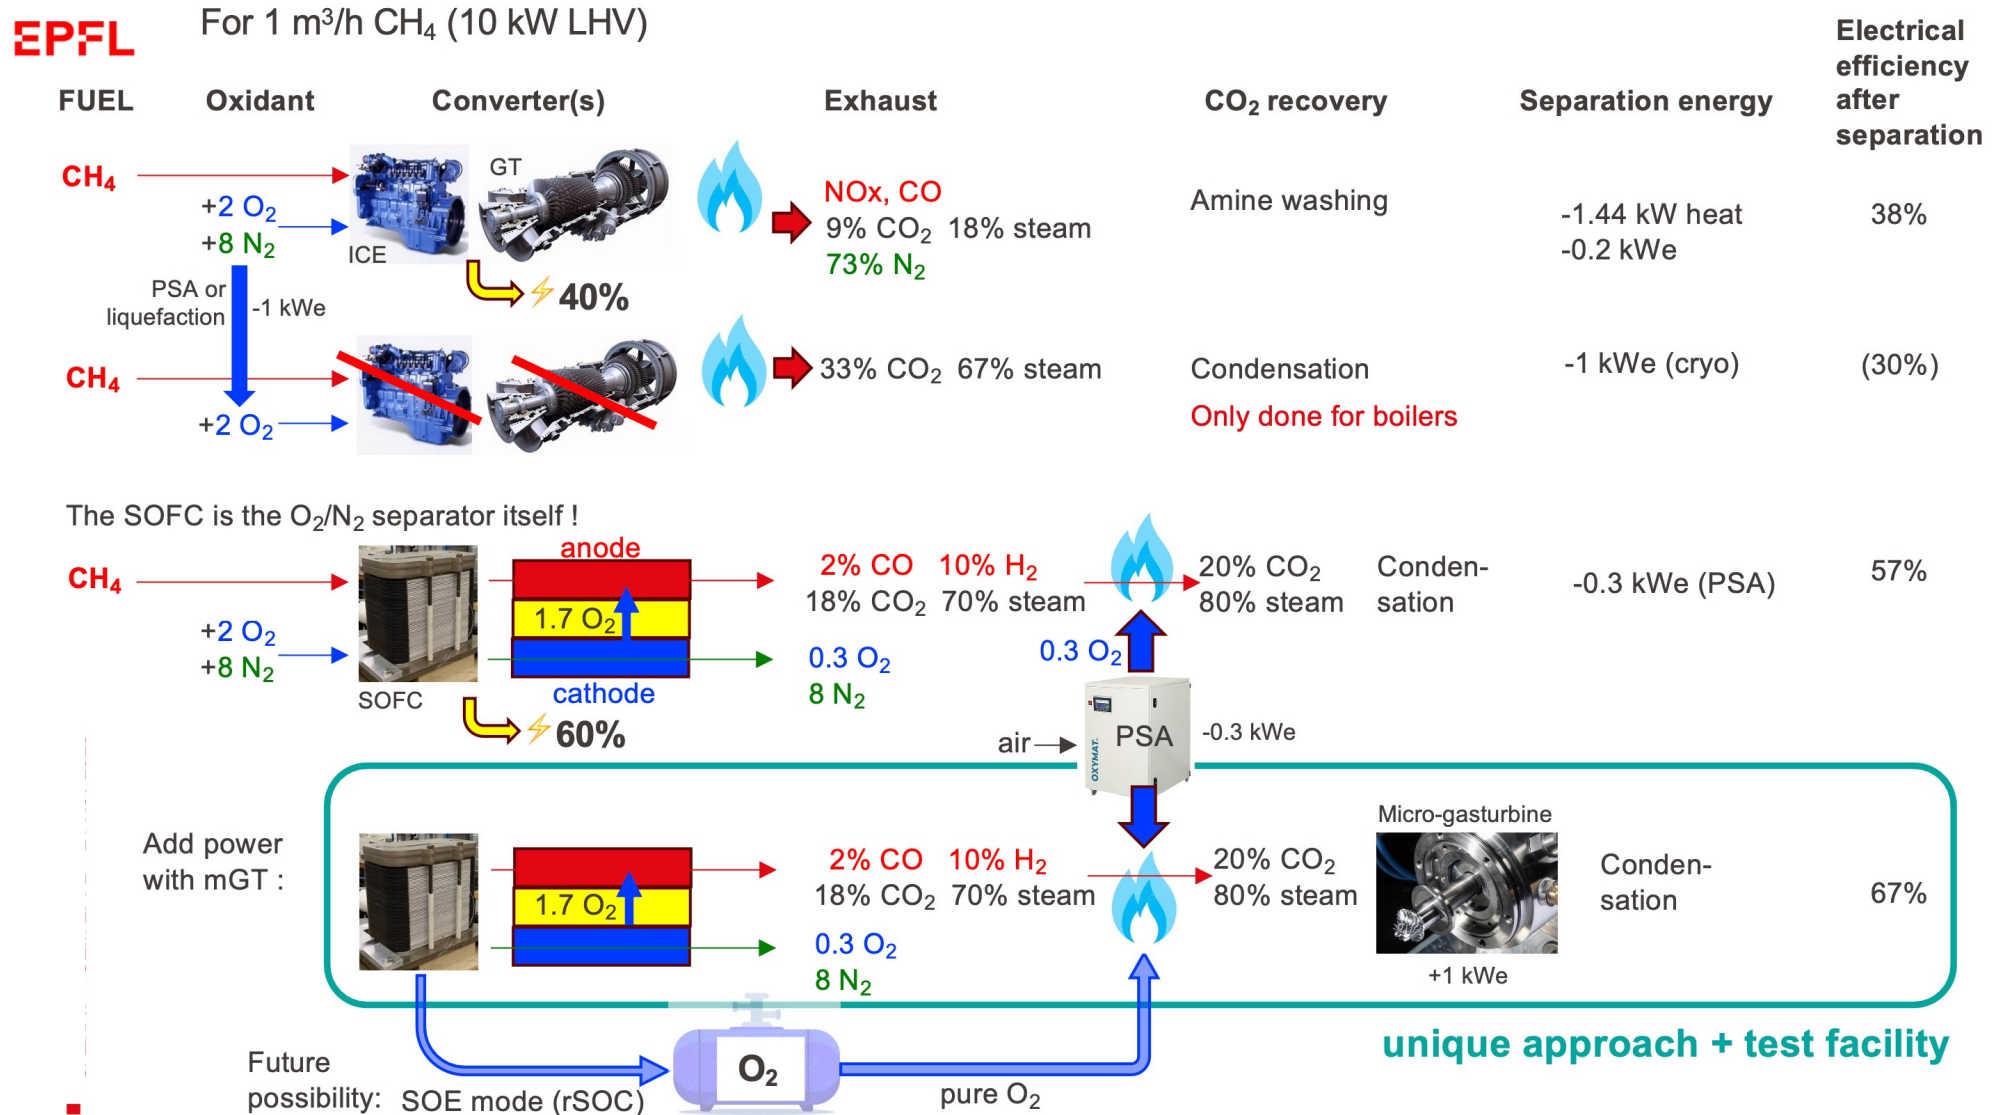 EPFL
For 1 m³/h CH₄ (10 kW LHV)
FUEL
Oxidant
Converter(s)
Exhaust
CO₂ recovery
Separation energy
Electrical
efficiency
after
separation
CH₄
+2 O₂
+8 N₂
ICE
GT
40%
NOx, CO
9% CO₂ 18% steam
73% N₂
Amine washing
-1.44 kW heat
-0.2 kWe
38%
PSA or
liquefaction
-1 kWe
CH₄
+2 O₂
33% CO₂ 67% steam
Condensation
Only done for boilers
-1 kWe (cryo)
(30%)
The SOFC is the O₂/N₂ separator itself !
CH₄
+2 O₂
+8 N₂
SOFC
anode
1.7 O₂
cathode
60%
2% CO 10% H₂
18% CO₂ 70% steam
0.3 O₂
8 N₂
0.3 O₂
20% CO₂
80% steam
Conden-
sation
-0.3 kWe (PSA)
57%
air
PSA
OXYMAT.
-0.3 kWe
Add power
with mGT :
1.7 O₂
2% CO 10% H₂
18% CO₂ 70% steam
0.3 O₂
8 N₂
20% CO₂
80% steam
Micro-gasturbine
+1 kWe
Conden-
sation
67%
unique approach + test facility
Future
possibility:
SOE mode (rSOC)
O₂
pure O₂